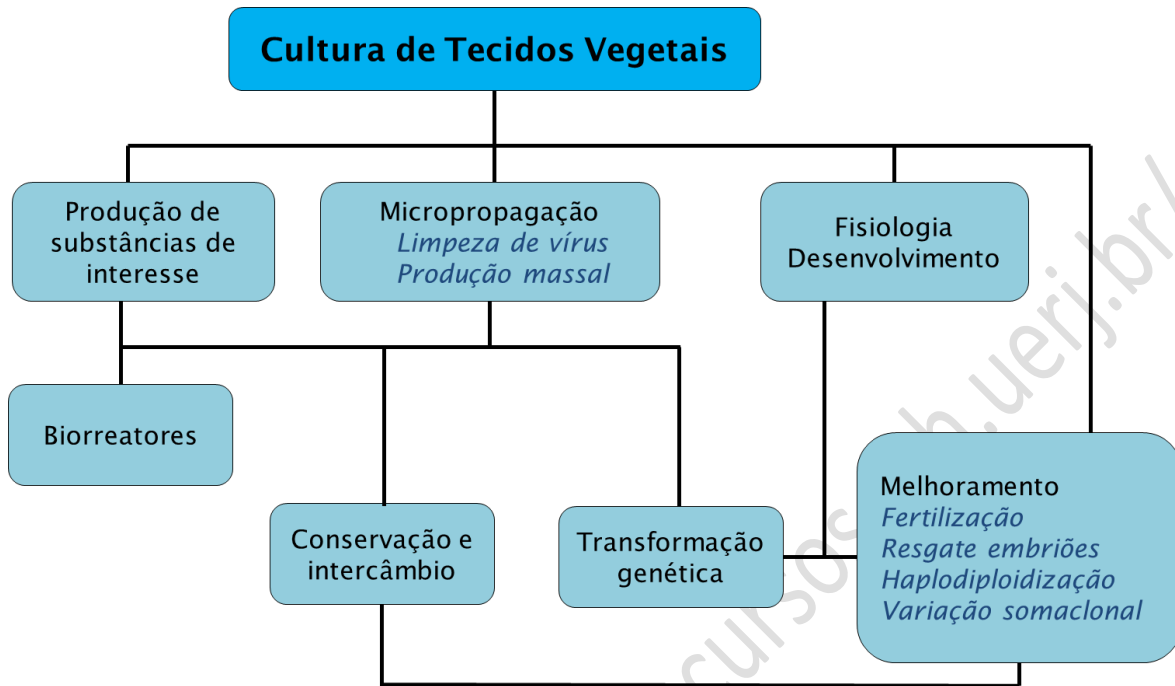 Cultura de Tecidos Vegetais
Produção de
substâncias de
interesse
Micropropagação
Limpeza de vírus
Produção massal
Fisiologia
Desenvolvimento
Biorreatores
Conservação e
intercâmbio
Transformação
genética
Melhoramento
Fertilização
Resgate embriões
Haplodiploidização
Variação somaclonal